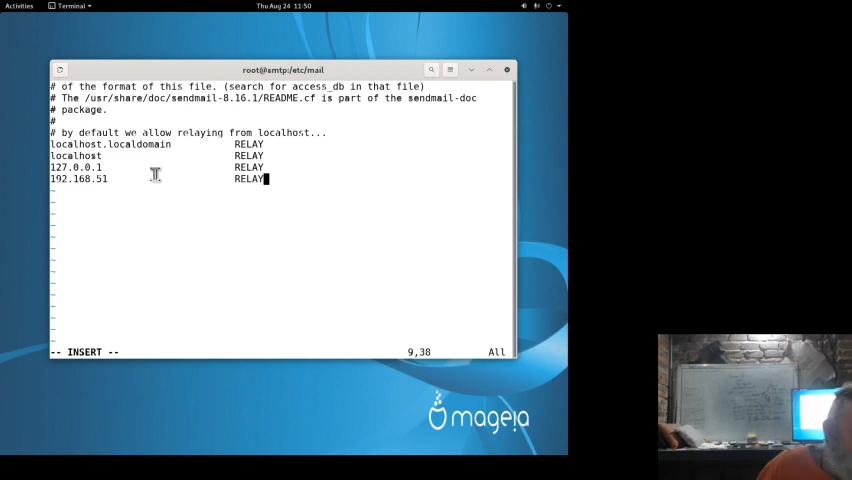 Activities Terminal Thu Aug 24 11:50
root@smtp:/etc/mail
# of the format of this file. (search for access_db in that file)
# The /usr/share/doc/sendmail-8.16.1/README.cf is part of the sendmail-doc
# package.
#
# by default we allow relaying from localhost...
localhost.localdomain RELAY
localhost RELAY
127.0.0.1 RELAY
192.168.51 RELAY
~
~
~
~
~
~
~
~
~
~
~
~
~
~
-- INSERT -- 9,38 All
mageia